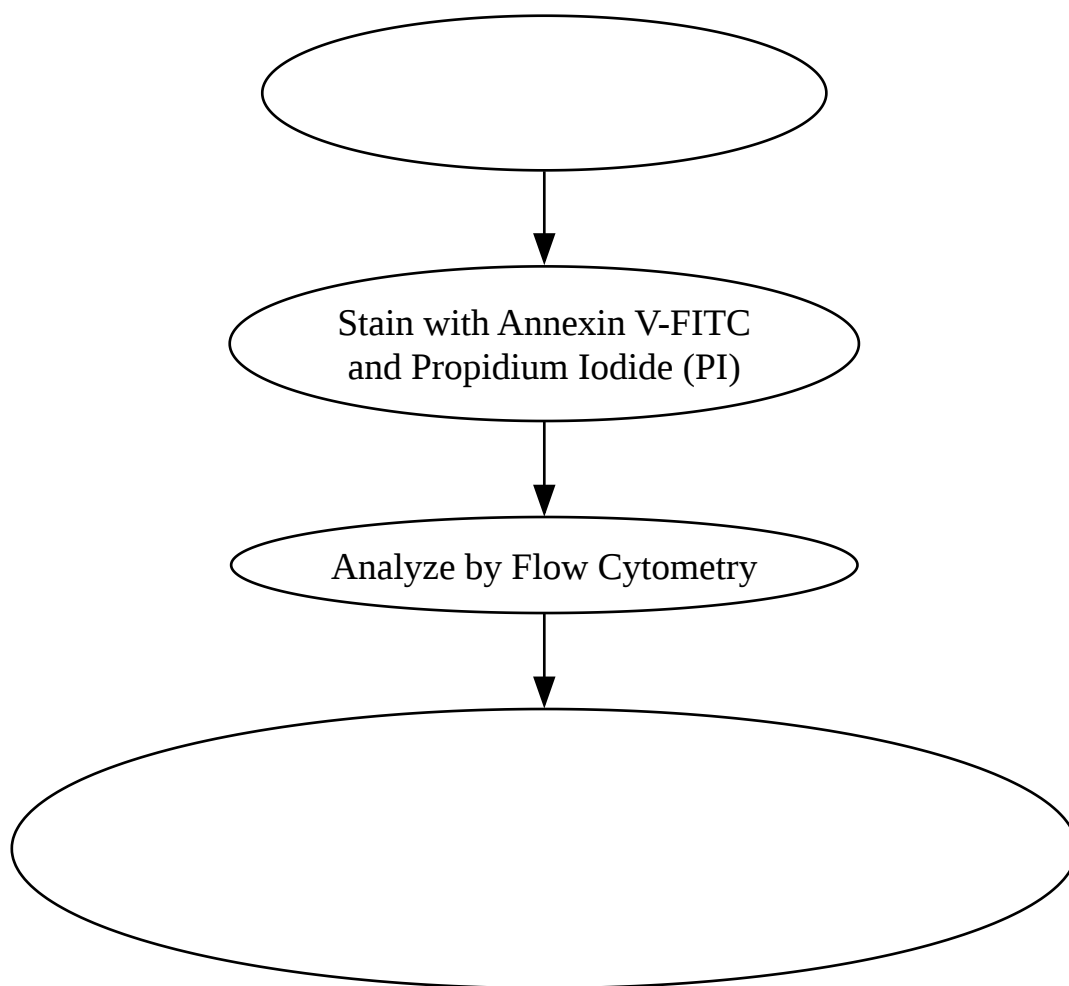 Stain with Annexin V-FITC
and Propidium Iodide (PI)
Analyze by Flow Cytometry